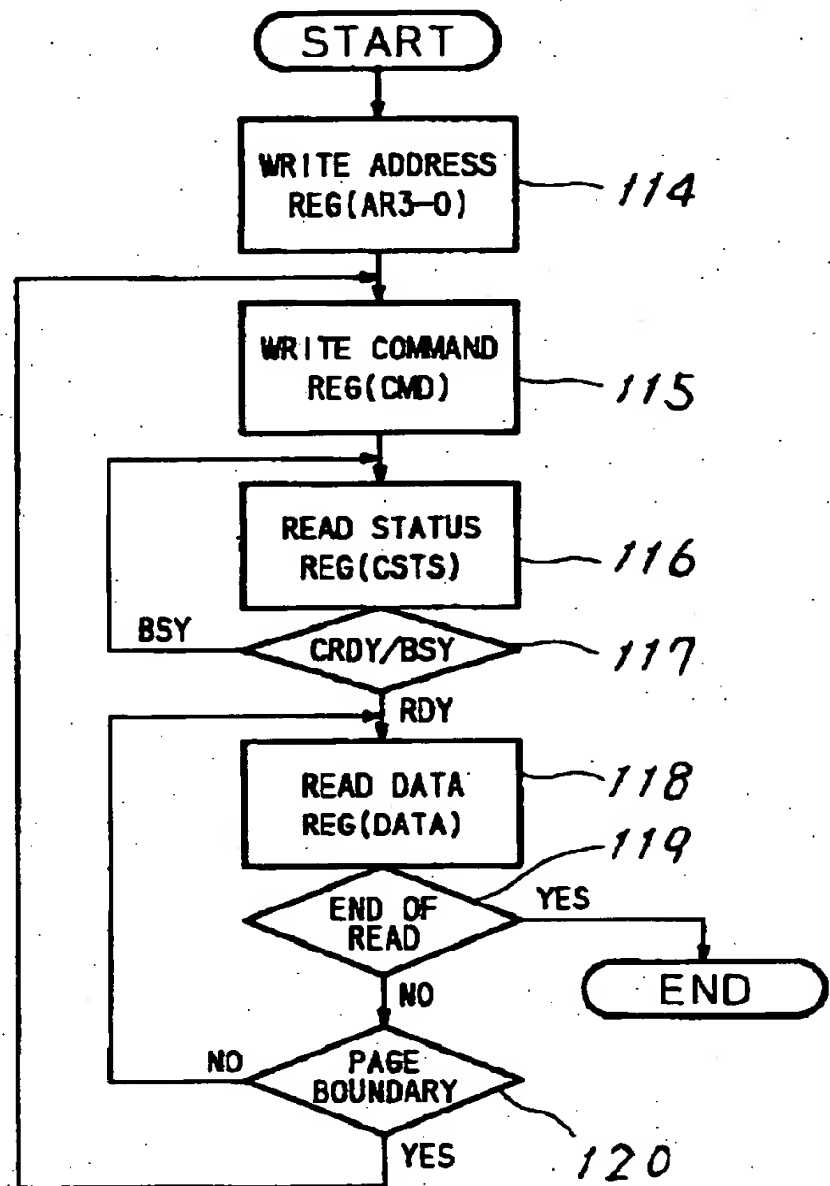 START
WRITE ADDRESS
REG(AR3-0)
114
WRITE COMMAND
REG(CMD)
115
READ STATUS
REG(CSTS)
116
BSY
CRDY/BSY
117
RDY
READ DATA
REG(DATA)
118
119
END OF
READ
YES
END
NO
NO
PAGE
BOUNDARY
YES
120